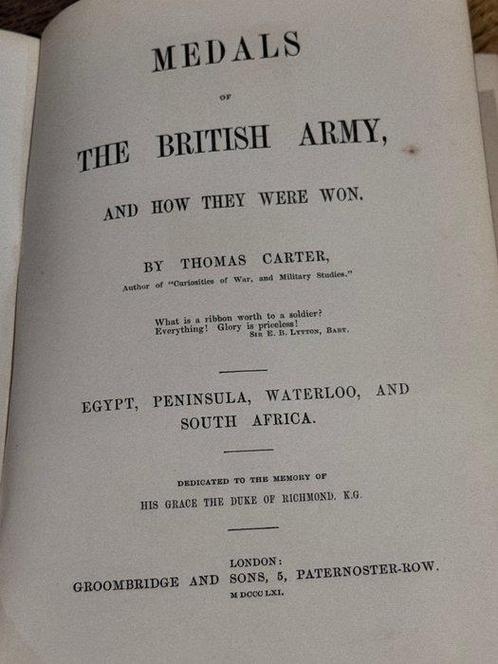 MEDALS
OF
THE BRITISH ARMY,
AND HOW THEY WERE WON.
BY THOMAS CARTER,
Author of "Curiosities of War, and Military Studies."
What is a ribbon worth to a soldier?
Everything! Glory is priceless!
SIR E. B. LYTTON, BART.
EGYPT, PENINSULA, WATERLOO, AND
SOUTH AFRICA.
DEDICATED TO THE MEMORY OF
HIS GRACE THE DUKE OF RICHMOND, K.G.
LONDON:
GROOMBRIDGE AND SONS, 5, PATERNOSTER-ROW.
M DCCC LXI.